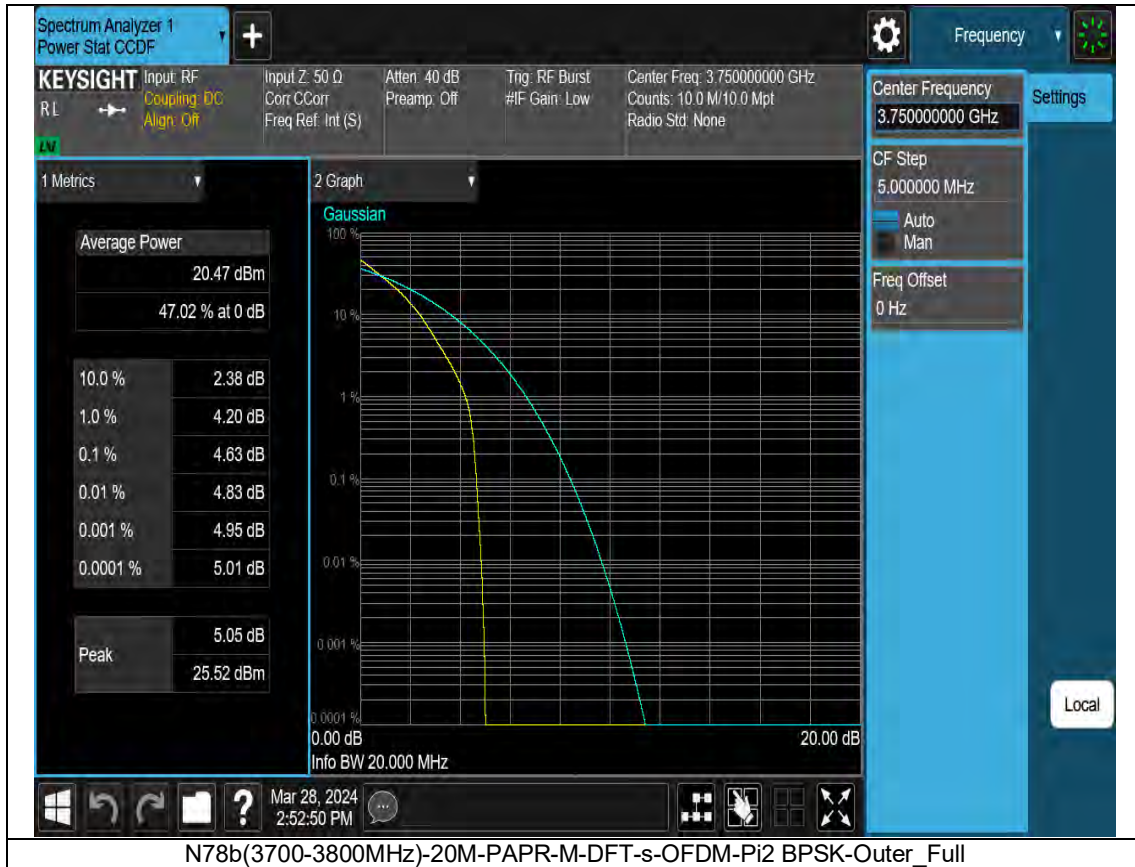 Spectrum Analyzer 1
Power Stat CCDF
+
Frequency
KEYSIGHT
RL
LXI
Input: RF
Coupling: DC
Align: Off
Input Z: 50 Ω
Corr CCorr
Freq Ref: Int (S)
Atten: 40 dB
Preamp: Off
Trig: RF Burst
#IF Gain: Low
Center Freq: 3.750000000 GHz
Counts: 10.0 M/10.0 Mpt
Radio Std: None
Center Frequency
3.750000000 GHz
Settings
CF Step
5.000000 MHz
Auto
Man
Freq Offset
0 Hz
Local
1 Metrics
Average Power
20.47 dBm
47.02 % at 0 dB
10.0 % 2.38 dB
1.0 % 4.20 dB
0.1 % 4.63 dB
0.01 % 4.83 dB
0.001 % 4.95 dB
0.0001 % 5.01 dB
Peak
5.05 dB
25.52 dBm
2 Graph
Gaussian
100 %
10 %
1 %
0.1 %
0.01 %
0.001 %
0.0001 %
0.00 dB 20.00 dB
Info BW 20.000 MHz
?
Mar 28, 2024
2:52:50 PM
N78b(3700-3800MHz)-20M-PAPR-M-DFT-s-OFDM-Pi2 BPSK-Outer_Full